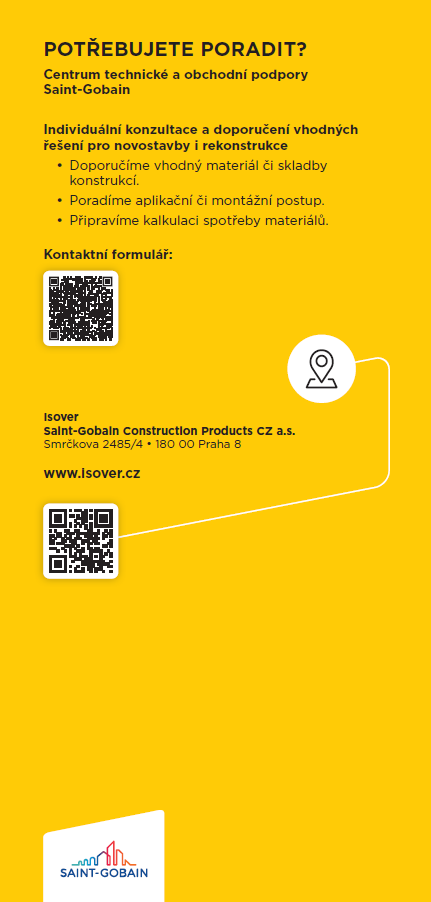 POTŘEBUJETE PORADIT?
Centrum technické a obchodní podpory
Saint-Gobain
Individuální konzultace a doporučení vhodných
řešení pro novostavby i rekonstrukce
• Doporučíme vhodný materiál či skladby
konstrukcí.
• Poradíme aplikační či montážní postup.
• Připravíme kalkulaci spotřeby materiálů.
Kontaktní formulář:
Isover
Saint-Gobain Construction Products CZ a.s.
Smrčkova 2485/4 • 180 00 Praha 8
www.isover.cz
SAINT-GOBAIN